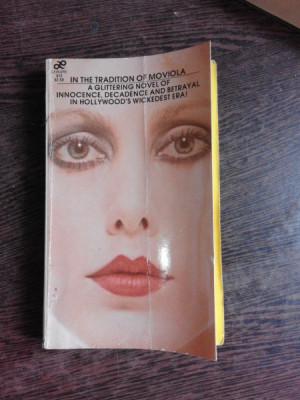 IN THE TRADITION OF MOVIOLA
A GLITTERING NOVEL OF
INNOCENCE, DECADENCE AND BETRAYAL
IN HOLLYWOOD'S WICKEDEST ERA!